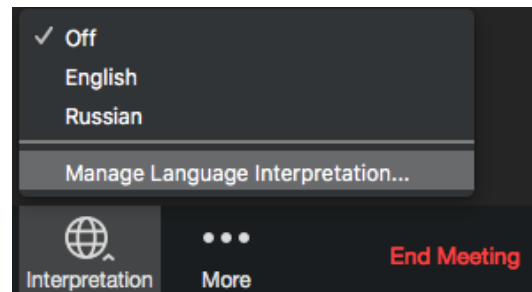 Off
English
Russian
Manage Language Interpretation...
Interpretation
More
End Meeting